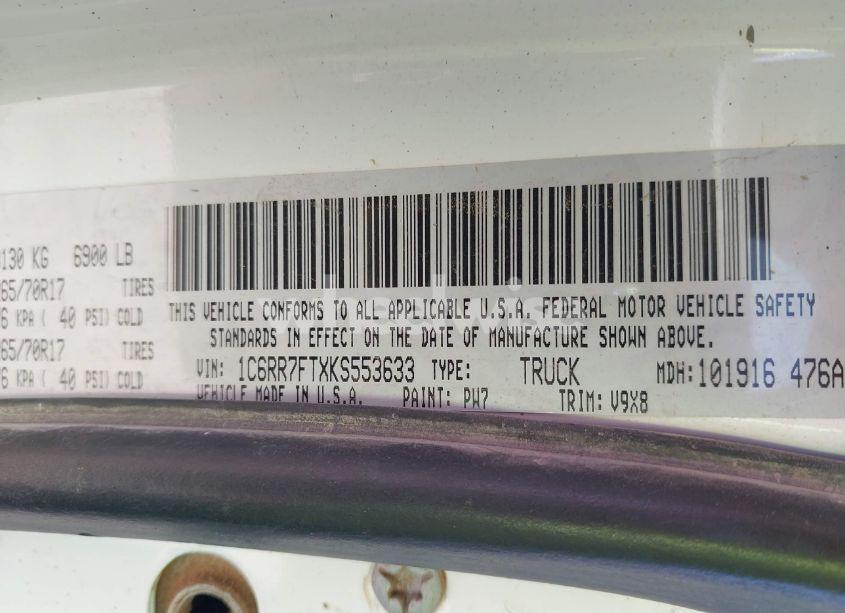 130 KG 6900 LB
65/70R17 TIRES
6 KPA ( 40 PSI) COLD
65/70R17 TIRES
6 KPA ( 40 PSI) COLD
THIS VEHICLE CONFORMS TO ALL APPLICABLE U.S.A. FEDERAL MOTOR VEHICLE SAFETY
STANDARDS IN EFFECT ON THE DATE OF MANUFACTURE SHOWN ABOVE.
VIN: 1C6RR7FTXKS553633 TYPE: TRUCK MDH: 101916 476A
VEHICLE MADE IN U.S.A. PAINT: PW7 TRIM: V9X8